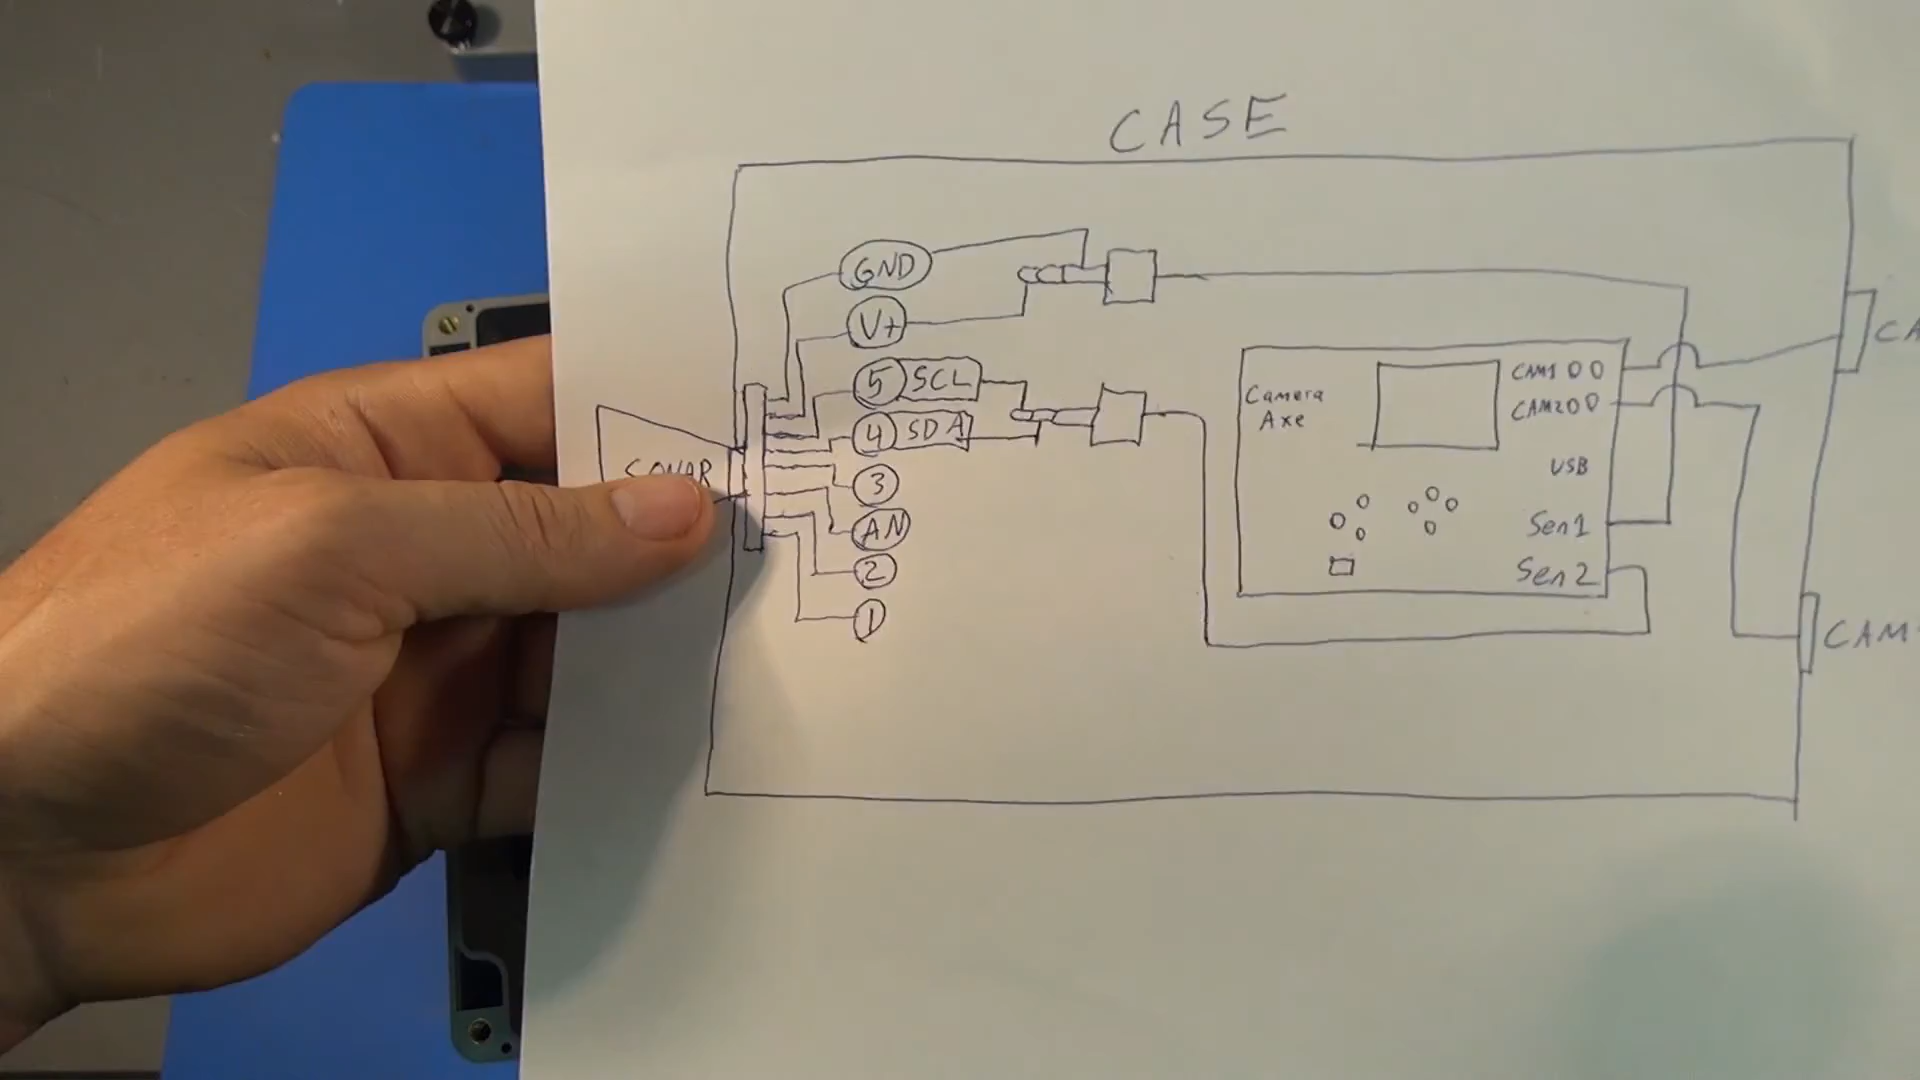 CASE
GND
V+
5 SCL
4 SDA
3
AN
2
1
SONAR
Camera
Axe
CAM1
CAM2
USB
Sen1
Sen2
CA
CAM